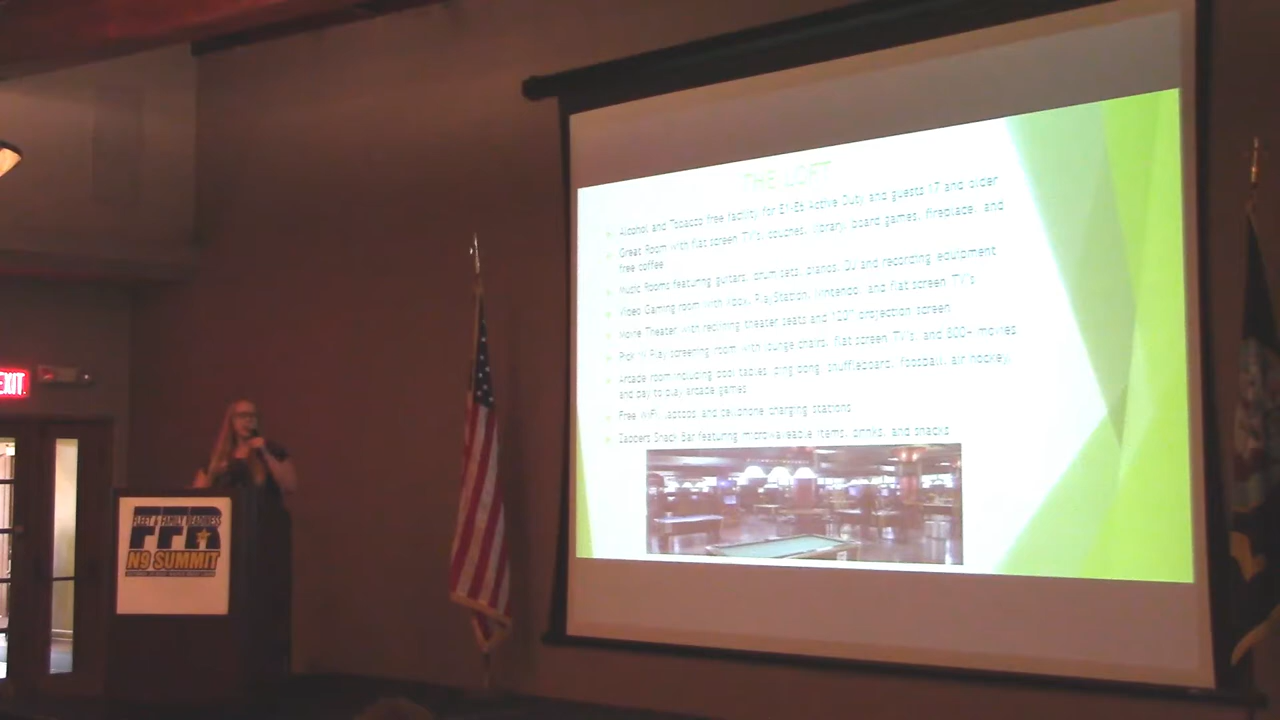 THE LOFT
Alcohol and Tobacco free facility for E1-E6 Active Duty and guests 17 and older
Great Room with flat screen TV's, couches, library, board games, fireplace, and
free coffee
Music Rooms featuring guitars, drum sets, pianos, DJ and recording equipment
Video Gaming room with Xbox, PlayStation, Nintendo, and flat screen TV's
Home Theater with reclining theater seats and 120" projection screen
Pick 'N Play screening room with lounge chairs, flat screen TV's, and 800+ movies
Arcade room including pool tables, ping pong, shuffleboard, foosball, air hockey,
and pay to play arcade games
Free WiFi, laptops and cellphone charging stations
Zappers Snack Bar featuring microwaveable items, drinks, and snacks
EXIT
FLEET & FAMILY READINESS
FFR
N9 SUMMIT